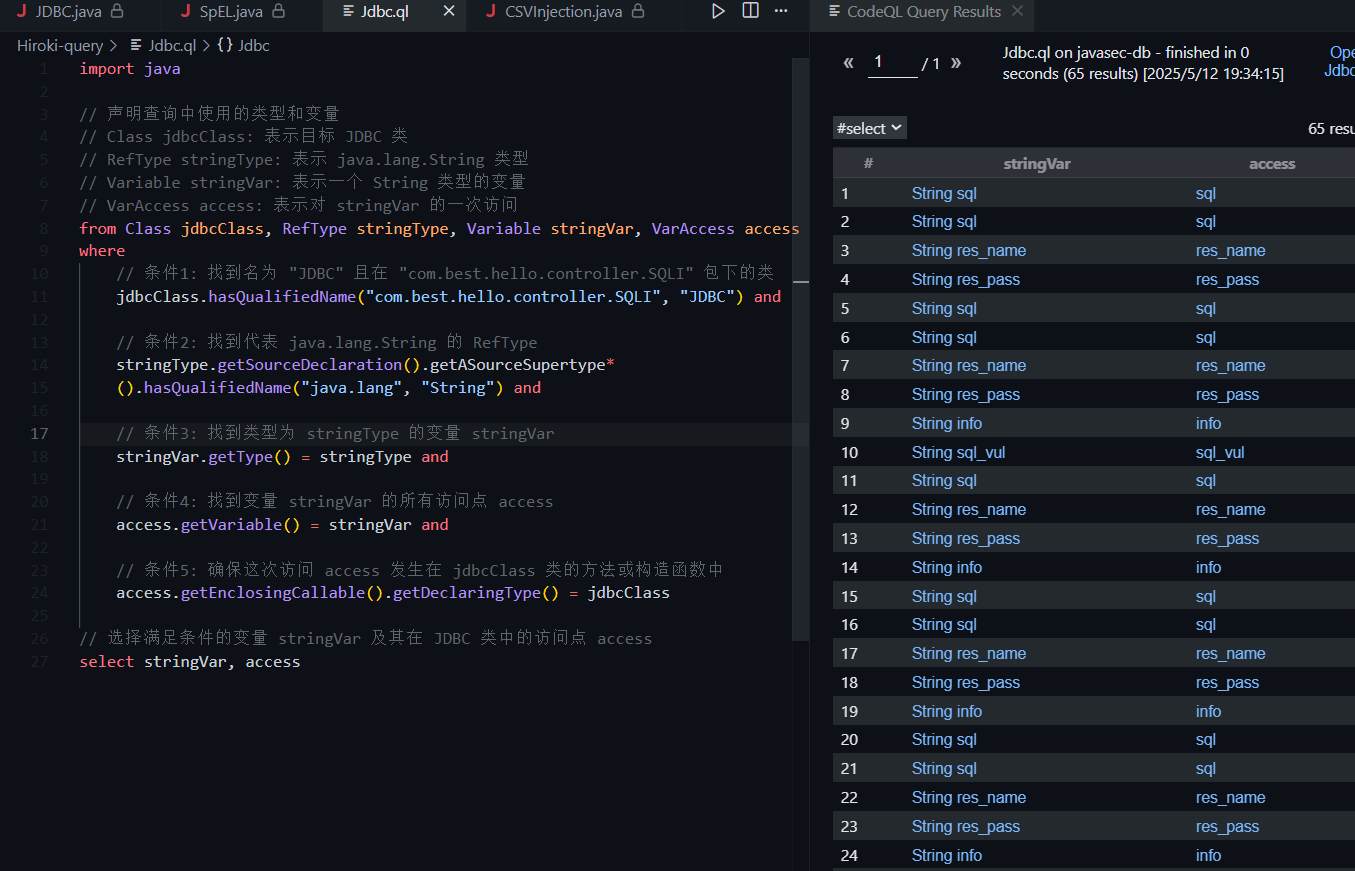 JDBC.java
SpEL.java
Jdbc.ql
CSVInjection.java
CodeQL Query Results
Hiroki-query > Jdbc.ql > {} Jdbc
1 import java
2
3 // 声明查询中使用的类型和变量
4 // Class jdbcClass: 表示目标 JDBC 类
5 // RefType stringType: 表示 java.lang.String 类型
6 // Variable stringVar: 表示一个 String 类型的变量
7 // VarAccess access: 表示对 stringVar 的一次访问
8 from Class jdbcClass, RefType stringType, Variable stringVar, VarAccess access
9 where
10 // 条件1: 找到名为 "JDBC" 且在 "com.best.hello.controller.SQLI" 包下的类
11 jdbcClass.hasQualifiedName("com.best.hello.controller.SQLI", "JDBC") and
12
13 // 条件2: 找到代表 java.lang.String 的 RefType
14 stringType.getSourceDeclaration().getASourceSupertype*
15 ().hasQualifiedName("java.lang", "String") and
16
17 // 条件3: 找到类型为 stringType 的变量 stringVar
18 stringVar.getType() = stringType and
19
20 // 条件4: 找到变量 stringVar 的所有访问点 access
21 access.getVariable() = stringVar and
22
23 // 条件5: 确保这次访问 access 发生在 jdbcClass 类的方法或构造函数中
24 access.getEnclosingCallable().getDeclaringType() = jdbcClass
25
26 // 选择满足条件的变量 stringVar 及其在 JDBC 类中的访问点 access
27 select stringVar, access
« 1 / 1 »
Jdbc.ql on javasec-db - finished in 0
seconds (65 results) [2025/5/12 19:34:15]
Ope
Jdbc
#select
65 resu
# stringVar access
1 String sql sql
2 String sql sql
3 String res_name res_name
4 String res_pass res_pass
5 String sql sql
6 String sql sql
7 String res_name res_name
8 String res_pass res_pass
9 String info info
10 String sql_vul sql_vul
11 String sql sql
12 String res_name res_name
13 String res_pass res_pass
14 String info info
15 String sql sql
16 String sql sql
17 String res_name res_name
18 String res_pass res_pass
19 String info info
20 String sql sql
21 String sql sql
22 String res_name res_name
23 String res_pass res_pass
24 String info info